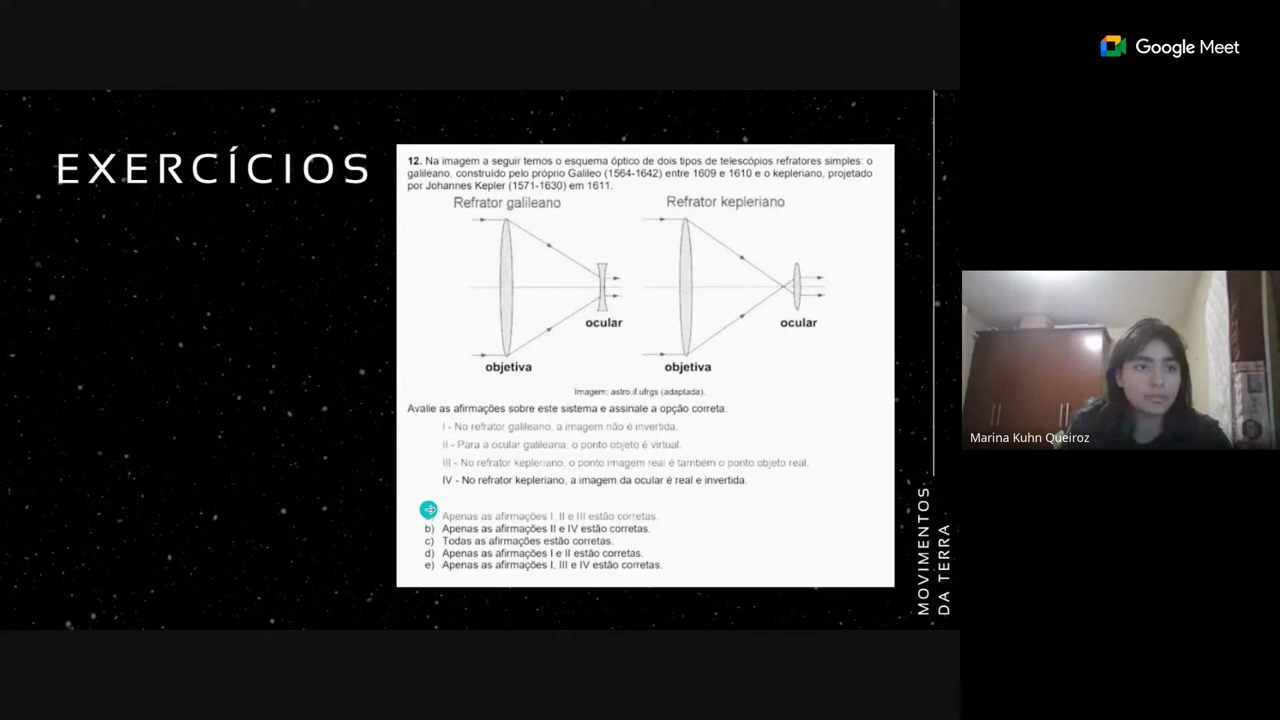 Google Meet
EXERCÍCIOS
12. Na imagem a seguir temos o esquema óptico de dois tipos de telescópios refratores simples: o
galileano, construído pelo próprio Galileo (1564-1642) entre 1609 e 1610 e o kepleriano, projetado
por Johannes Kepler (1571-1630) em 1611.
Refrator galileano
Refrator kepleriano
ocular
ocular
objetiva
objetiva
Imagem: astro.if.ufrgs (adaptada).
Avalie as afirmações sobre este sistema e assinale a opção correta.
I - No refrator galileano, a imagem não é invertida.
II - Para a ocular galileana, o ponto objeto é virtual.
III - No refrator kepleriano, o ponto imagem real é também o ponto objeto real.
IV - No refrator kepleriano, a imagem da ocular é real e invertida.
Apenas as afirmações I, II e III estão corretas.
b) Apenas as afirmações II e IV estão corretas.
c) Todas as afirmações estão corretas.
d) Apenas as afirmações I e II estão corretas.
e) Apenas as afirmações I, III e IV estão corretas.
MOVIMENTOS
DA TERRA
Marina Kuhn Queiroz